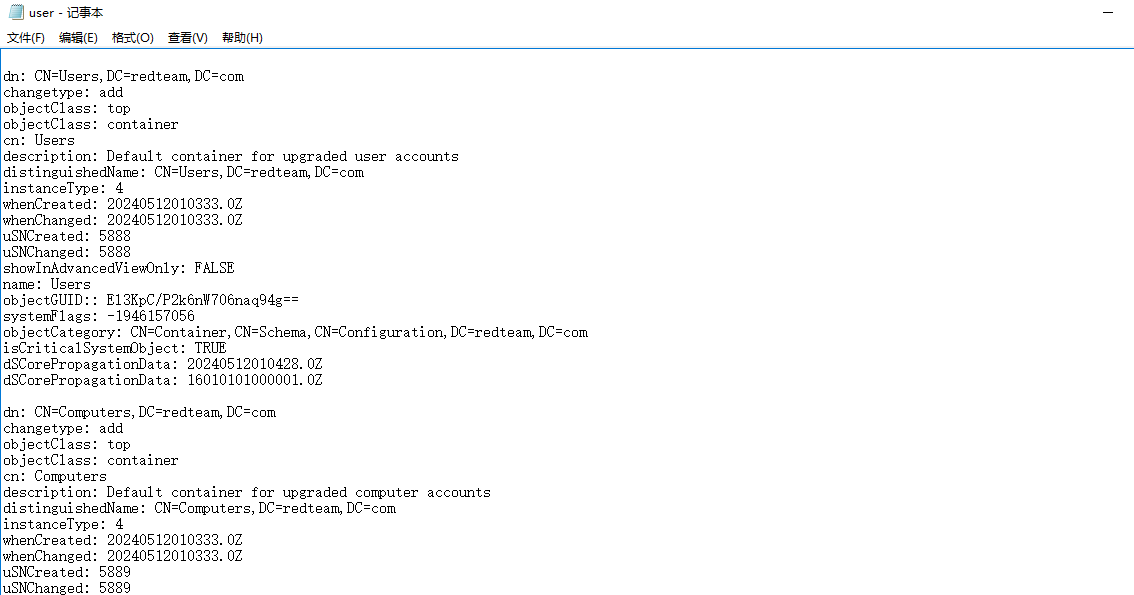 user - 记事本
文件(F) 编辑(E) 格式(O) 查看(V) 帮助(H)
dn: CN=Users,DC=redteam,DC=com
changetype: add
objectClass: top
objectClass: container
cn: Users
description: Default container for upgraded user accounts
distinguishedName: CN=Users,DC=redteam,DC=com
instanceType: 4
whenCreated: 20240512010333.0Z
whenChanged: 20240512010333.0Z
uSNCreated: 5888
uSNChanged: 5888
showInAdvancedViewOnly: FALSE
name: Users
objectGUID:: El3KpC/P2k6nW706naq94g==
systemFlags: -1946157056
objectCategory: CN=Container,CN=Schema,CN=Configuration,DC=redteam,DC=com
isCriticalSystemObject: TRUE
dSCorePropagationData: 20240512010428.0Z
dSCorePropagationData: 16010101000001.0Z
dn: CN=Computers,DC=redteam,DC=com
changetype: add
objectClass: top
objectClass: container
cn: Computers
description: Default container for upgraded computer accounts
distinguishedName: CN=Computers,DC=redteam,DC=com
instanceType: 4
whenCreated: 20240512010333.0Z
whenChanged: 20240512010333.0Z
uSNCreated: 5889
uSNChanged: 5889